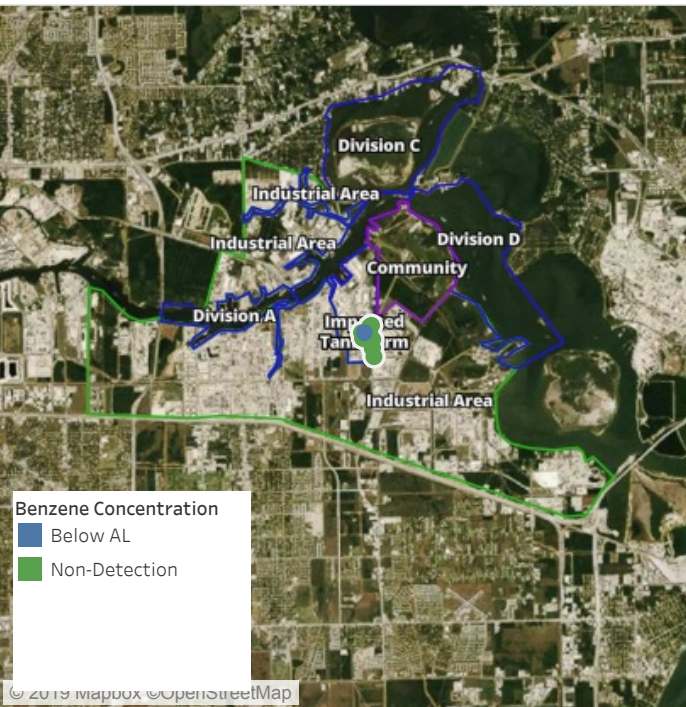 Division C
Industrial Area
Division D
Industrial Area
Community
Division A
Industrial Area
Benzene Concentration
Below AL
Non-Detection
© 2019 Mapbox ©OpenStreetMap